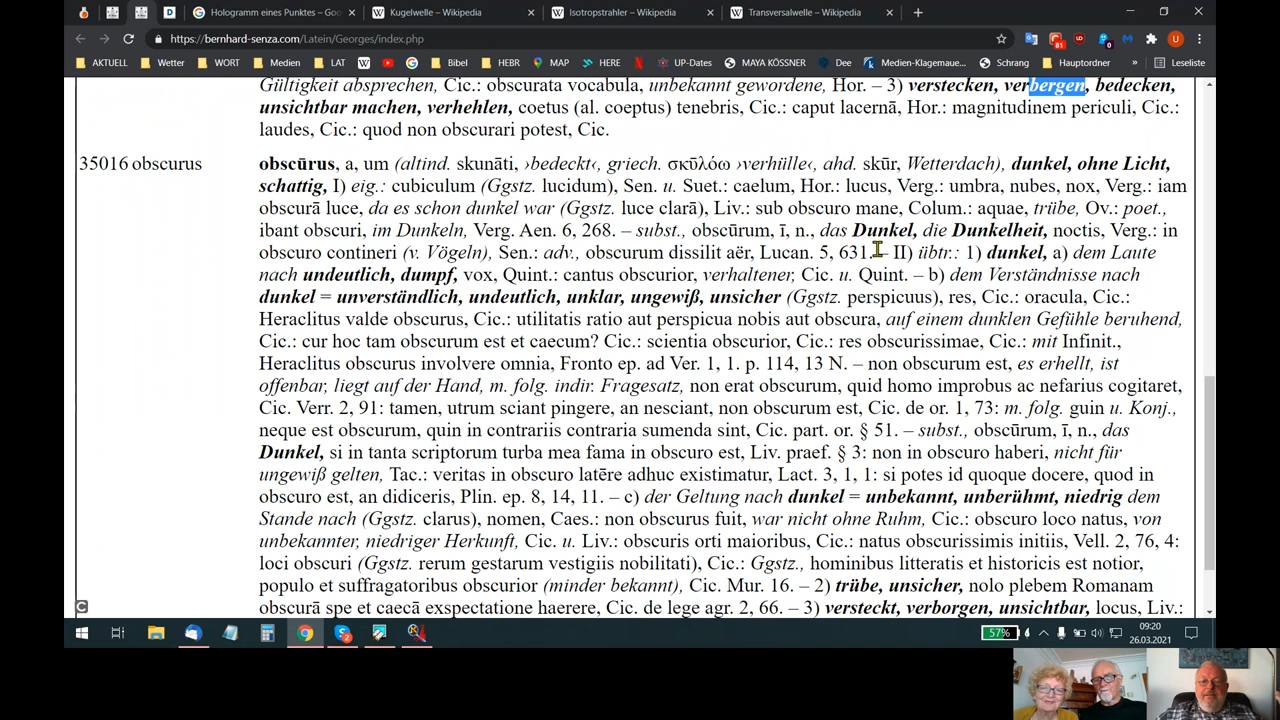 Hologramm eines Punktes – Goo
Kugelwelle – Wikipedia
Isotropstrahler – Wikipedia
Transversalwelle – Wikipedia
https://bernhard-senza.com/Latein/Georges/index.php
AKTUELL Wetter WORT Medien LAT Bibel HEBR MAP HERE UP-Dates MAYA KÖSSNER Dee Medien-Klagemaue... Schrang Hörbücher Leseliste
Gültigkeit absprechen, Cic.: obscurata vocabula, unbekannt gewordene, Hor. – 3) verstecken, verbergen, bedecken,
unsichtbar machen, verhehlen, coetus (al. coeptus) tenebris, Cic.: caput lacernā, Hor.: magnitudinem periculi, Cic.:
laudes, Cic.: quod non obscurari potest, Cic.
35016 obscurus
obscūrus, a, um (altind. skunāti, ›bedeckt‹, griech. σκῡλόω ›verhülle‹, ahd. skūr, Wetterdach), dunkel, ohne Licht,
schattig, I) eig.: cubiculum (Ggstz. lucidum), Sen. u. Suet.: caelum, Hor.: lucus, Verg.: umbra, nubes, nox, Verg.: iam
obscurā luce, da es schon dunkel war (Ggstz. luce clarā), Liv.: sub obscuro mane, Colum.: aquae, trübe, Ov.: poet.,
ibant obscuri, im Dunkeln, Verg. Aen. 6, 268. – subst., obscūrum, ī, n., das Dunkel, die Dunkelheit, noctis, Verg.: in
obscuro contineri (v. Vögeln), Sen.: adv., obscurum dissilit aër, Lucan. 5, 631. – II) übtr.: 1) dunkel, a) dem Laute
nach undeutlich, dumpf, vox, Quint.: cantus obscurior, verhaltener, Cic. u. Quint. – b) dem Verständnisse nach
dunkel = unverständlich, undeutlich, unklar, ungewiß, unsicher (Ggstz. perspicuus), res, Cic.: oracula, Cic.:
Heraclitus valde obscurus, Cic.: utilitatis ratio aut perspicua nobis aut obscura, auf einem dunklen Gefühle beruhend,
Cic.: cur hoc tam obscurum est et caecum? Cic.: scientia obscurior, Cic.: res obscurissimae, Cic.: mit Infinit.,
Heraclitus obscurus involvere omnia, Fronto ep. ad Ver. 1, 1. p. 114, 13 N. – non obscurum est, es erhellt, ist
offenbar, liegt auf der Hand, m. folg. indir. Fragesatz, non erat obscurum, quid homo improbus ac nefarius cogitaret,
Cic. Verr. 2, 91: tamen, utrum sciant pingere, an nesciant, non obscurum est, Cic. de or. 1, 73: m. folg. guin u. Konj.,
neque est obscurum, quin in contrariis contraria sumenda sint, Cic. part. or. § 51. – subst., obscūrum, ī, n., das
Dunkel, si in tanta scriptorum turba mea fama in obscuro est, Liv. praef. § 3: non in obscuro haberi, nicht für
ungewiß gelten, Tac.: veritas in obscuro latēre adhuc existimatur, Lact. 3, 1, 1: si potes id quoque docere, quod in
obscuro est, an didiceris, Plin. ep. 8, 14, 11. – c) der Geltung nach dunkel = unbekannt, unberühmt, niedrig dem
Stande nach (Ggstz. clarus), nomen, Caes.: non obscurus fuit, war nicht ohne Ruhm, Cic.: obscuro loco natus, von
unbekannter, niedriger Herkunft, Cic. u. Liv.: obscuris orti maioribus, Cic.: natus obscurissimis initiis, Vell. 2, 76, 4:
loci obscuri (Ggstz. rerum gestarum vestigiis nobilitati), Cic.: Ggstz., hominibus litteratis et historicis est notior,
populo et suffragatoribus obscurior (minder bekannt), Cic. Mur. 16. – 2) trübe, unsicher, nolo plebem Romanam
obscurā spe et caecā exspectatione haerere, Cic. de lege agr. 2, 66. – 3) versteckt, verborgen, unsichtbar, locus, Liv.:
57%
09:20
26.03.2021